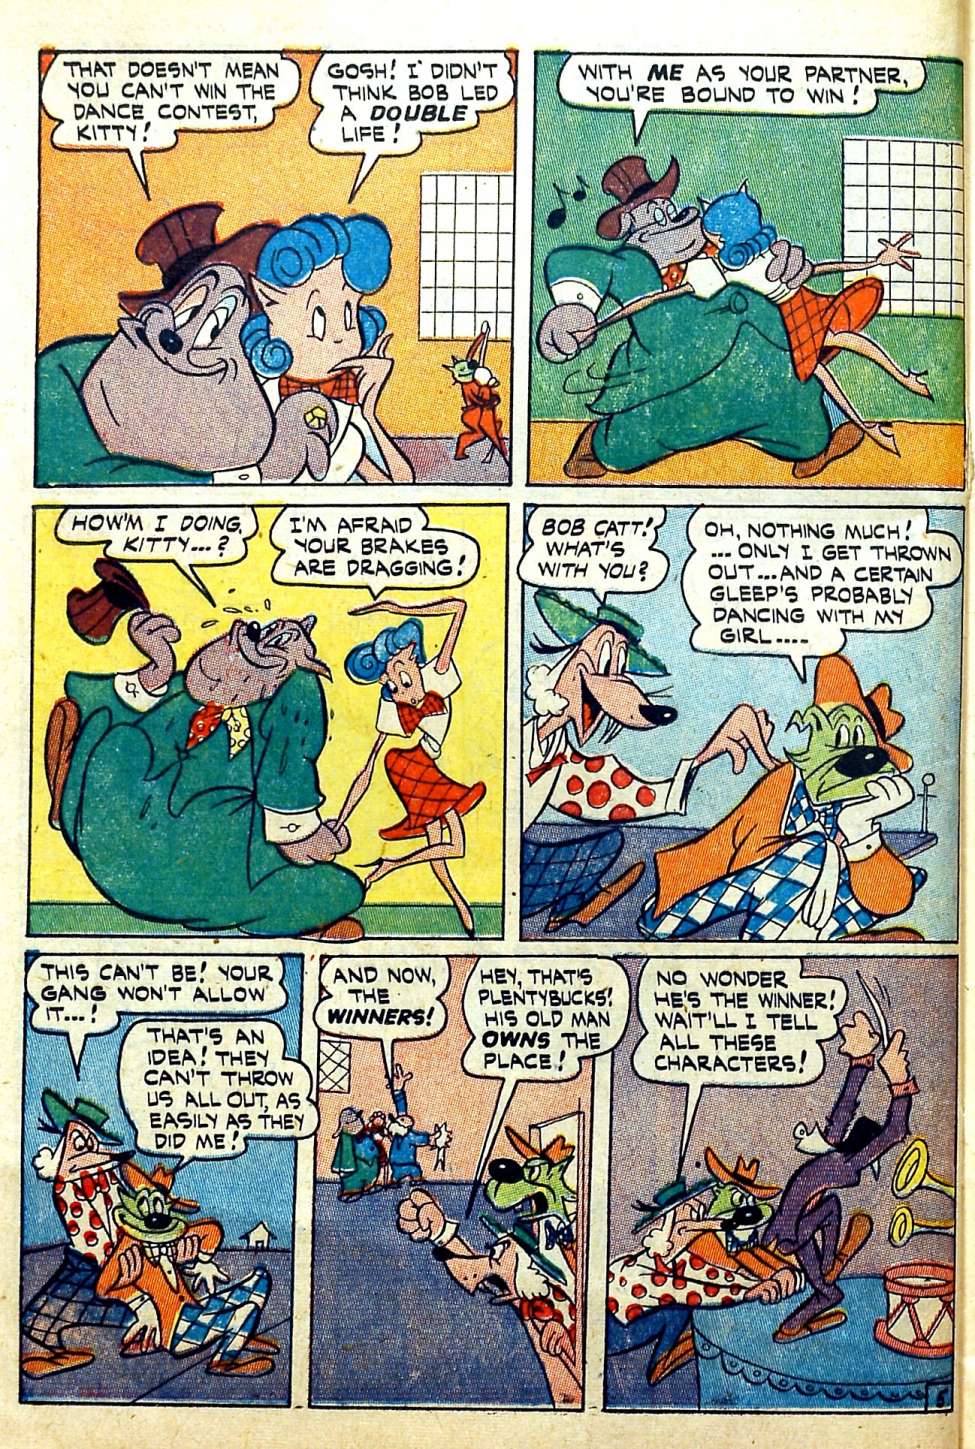 THAT DOESN'T MEAN
YOU CAN'T WIN THE
DANCE CONTEST,
KITTY!
GOSH! I DIDN'T
THINK BOB LED
A DOUBLE
LIFE!
WITH ME AS YOUR PARTNER,
YOU'RE BOUND TO WIN!
HOW'M I DOING,
KITTY...?
I'M AFRAID
YOUR BRAKES
ARE DRAGGING!
BOB CATT!
WHAT'S
WITH YOU?
OH, NOTHING MUCH!
...ONLY I GET THROWN
OUT...AND A CERTAIN
GLEEP'S PROBABLY
DANCING WITH MY
GIRL....
THIS CAN'T BE! YOUR
GANG WON'T ALLOW
IT...!
THAT'S AN
IDEA! THEY
CAN'T THROW
US ALL OUT, AS
EASILY AS THEY
DID ME!
AND NOW,
THE
WINNERS!
HEY, THAT'S
PLENTYBUCKS!
HIS OLD MAN
OWNS THE
PLACE!
NO WONDER
HE'S THE WINNER!
WAIT'LL I TELL
ALL THESE
CHARACTERS!
6